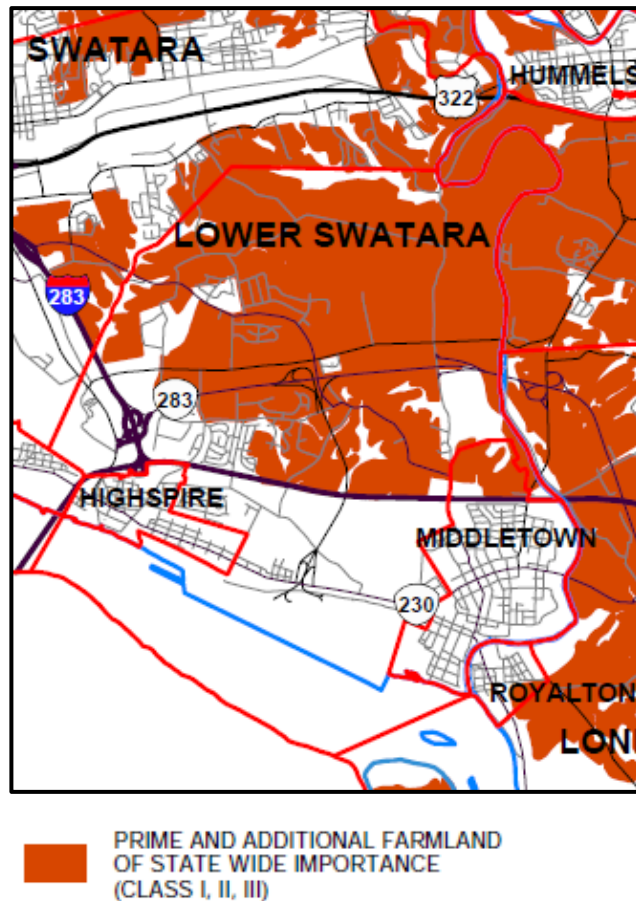 SWATARA
HUMMELS
322
LOWER SWATARA
283
283
HIGHSPIRE
MIDDLETOWN
230
ROYALTON
LON
PRIME AND ADDITIONAL FARMLAND
OF STATE WIDE IMPORTANCE
(CLASS I, II, III)